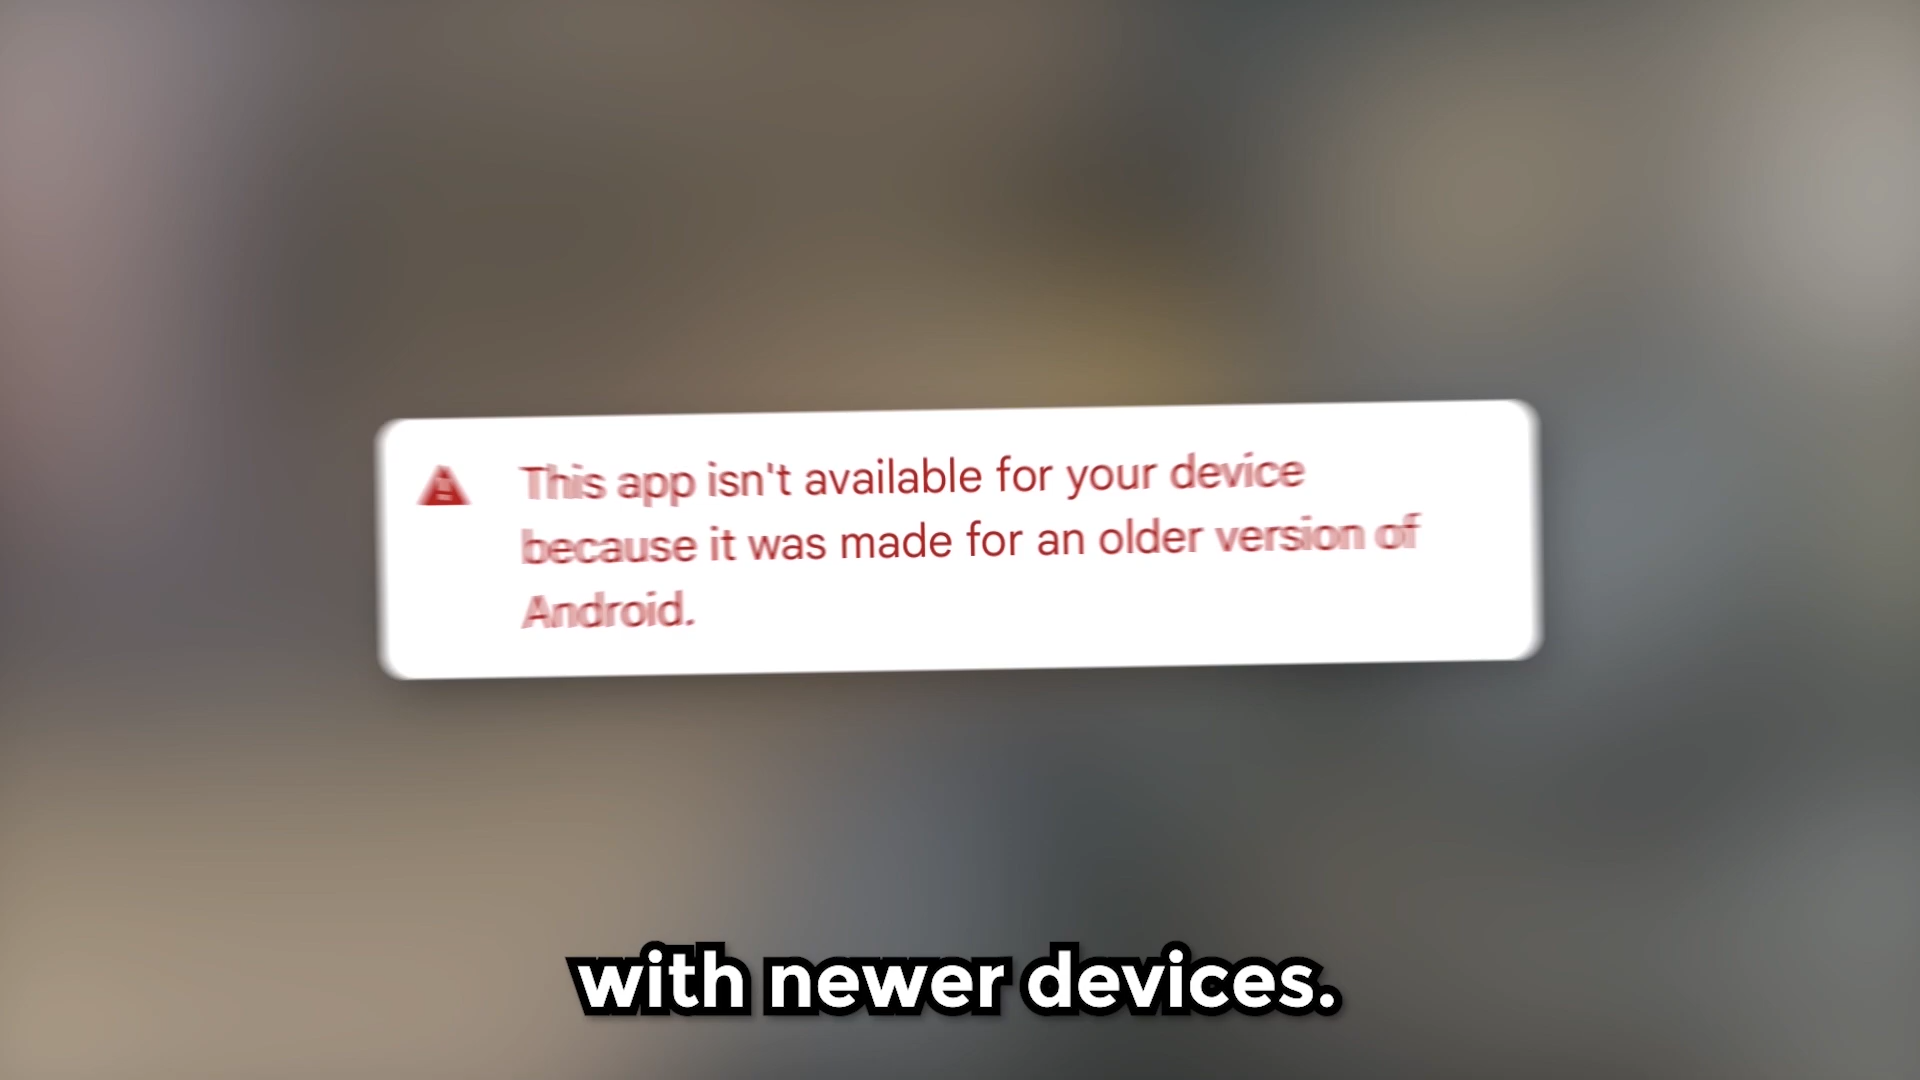 This app isn't available for your device
because it was made for an older version of
Android.
with newer devices.